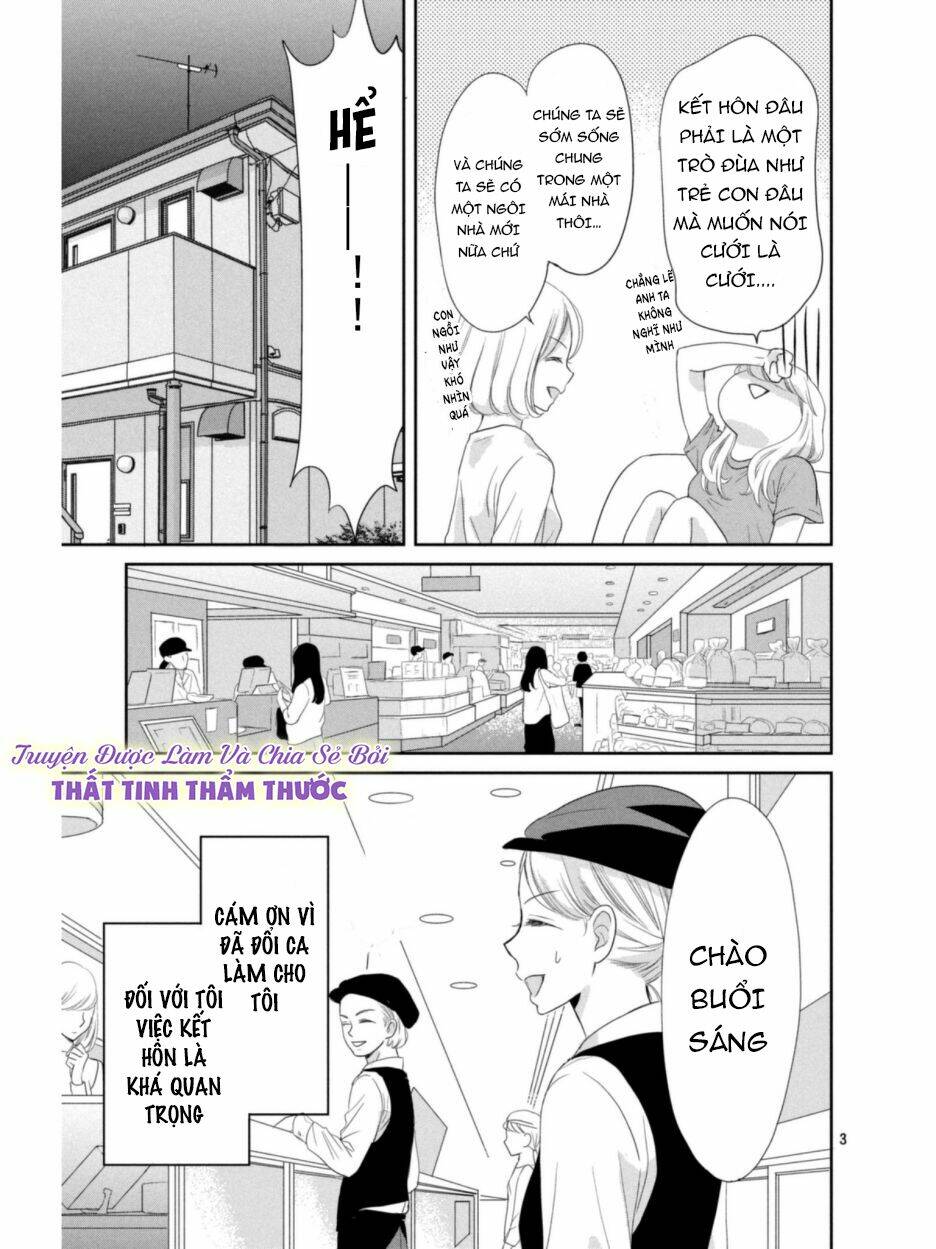 KẾT HÔN ĐÂU
PHẢI LÀ MỘT
TRÒ ĐÙA NHƯ
TRẺ CON ĐÂU
MÀ MUỐN NÓI
CƯỚI LÀ
CƯỚI....
CHẲNG LẼ
ANH TA
KHÔNG
NGHĨ NHƯ
MÌNH
CHÚNG TA SẼ
SỚM SỐNG
CHUNG
TRONG MỘT
MÁI NHÀ
THÔI...
VÀ CHÚNG
TA SẼ CÓ
MỘT NGÔI
NHÀ MỚI
NỮA CHỨ
CON
NGỒI
NHƯ
VẬY
KHÓ
NHÌN
QUÁ
HỂ
————!!
Truyện Được Làm Và Chia Sẻ Bởi
THẤT TINH THẨM THƯỚC
CHÀO
BUỔI
SÁNG
CÁM ƠN VÌ
ĐÃ ĐỔI CA
LÀM CHO
TÔI
ĐỐI VỚI TÔI
VIỆC KẾT
HÔN LÀ
KHÁ QUAN
TRỌNG
3